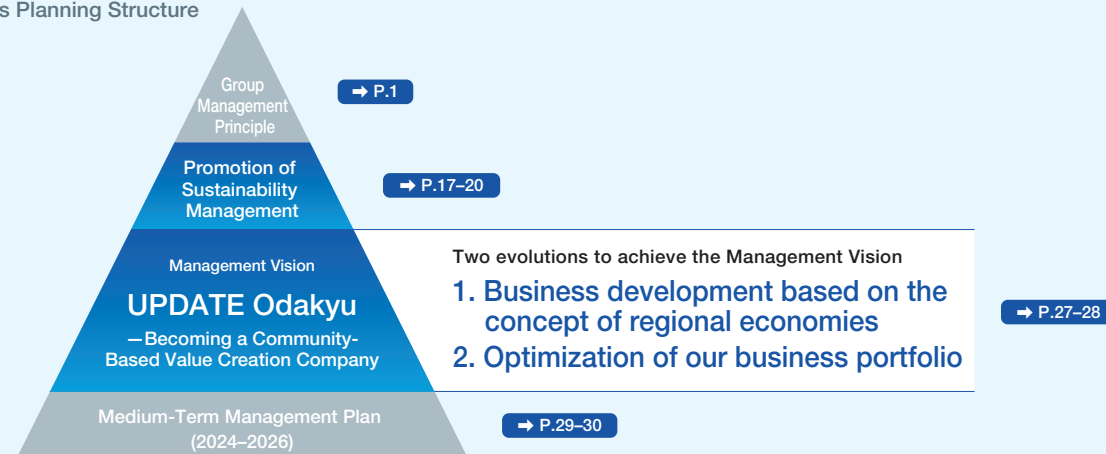 s Planning Structure
Group
Management
Principle
➡ P.1
Promotion of
Sustainability
Management
➡ P.17–20
Management Vision
UPDATE Odakyu
—Becoming a Community-
Based Value Creation Company
Two evolutions to achieve the Management Vision
1. Business development based on the
concept of regional economies
2. Optimization of our business portfolio
➡ P.27–28
Medium-Term Management Plan
(2024–2026)
➡ P.29–30